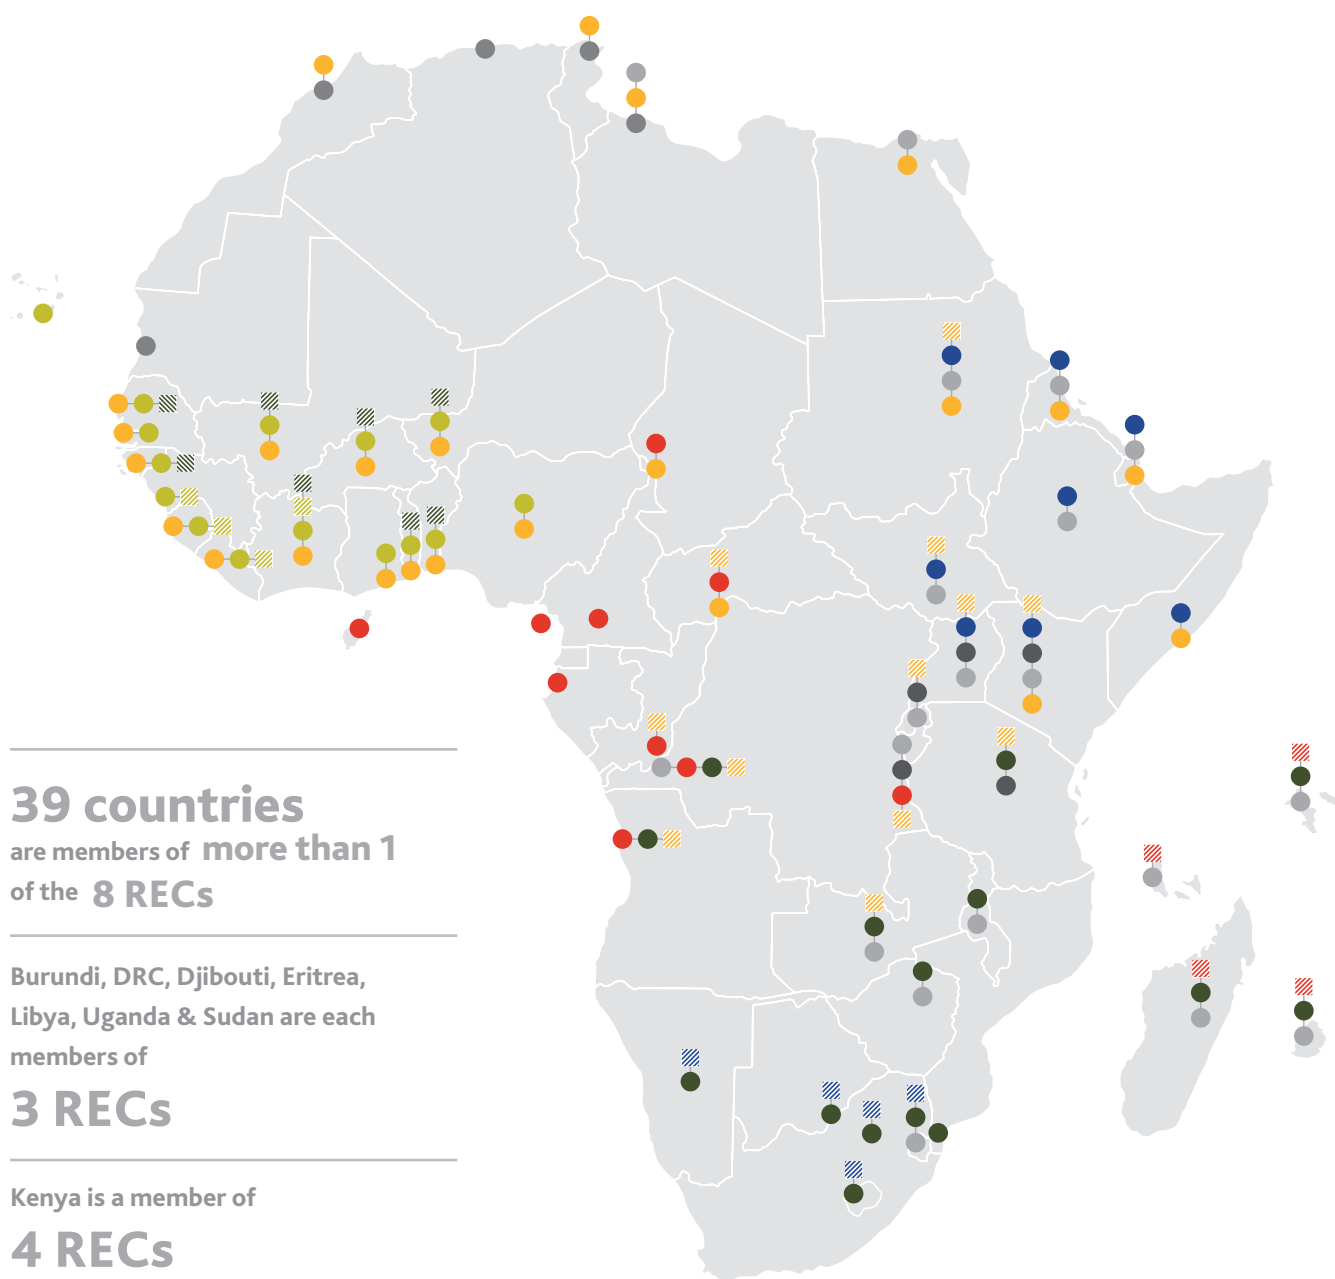 39 countries
are members of more than 1
of the 8 RECs
Burundi, DRC, Djibouti, Eritrea,
Libya, Uganda & Sudan are each
members of
3 RECs
Kenya is a member of
4 RECs